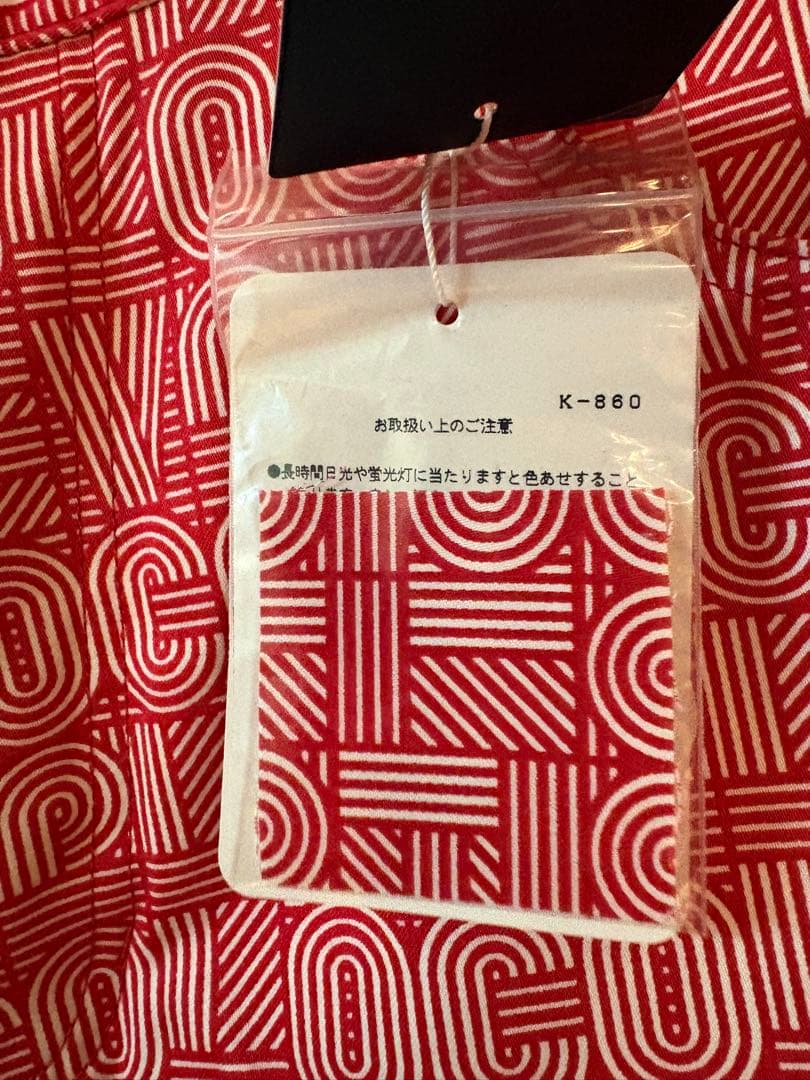 K-860
お取扱い上のご注意
●長時間日光や蛍光灯に当たりますと色あせすること